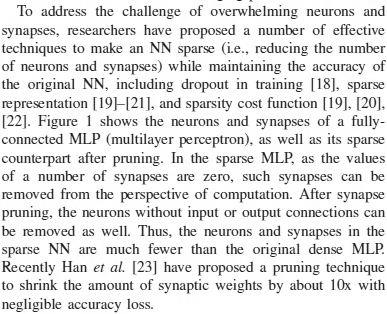 To address the challenge of overwhelming neurons and
synapses, researchers have proposed a number of effective
techniques to make an NN sparse (i.e., reducing the number
of neurons and synapses) while maintaining the accuracy of
the original NN, including dropout in training [18], sparse
representation [19]–[21], and sparsity cost function [19], [20],
[22]. Figure 1 shows the neurons and synapses of a fully-
connected MLP (multilayer perceptron), as well as its sparse
counterpart after pruning. In the sparse MLP, as the values
of a number of synapses are zero, such synapses can be
removed from the perspective of computation. After synapse
pruning, the neurons without input or output connections can
be removed as well. Thus, the neurons and synapses in the
sparse NN are much fewer than the original dense MLP.
Recently Han et al. [23] have proposed a pruning technique
to shrink the amount of synaptic weights by about 10x with
negligible accuracy loss.